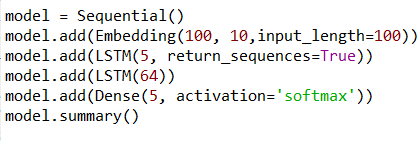 model = Sequential()
model.add(Embedding(100, 10,input_length=100))
model.add(LSTM(5, return_sequences=True))
model.add(LSTM(64))
model.add(Dense(5, activation='softmax'))
model.summary()